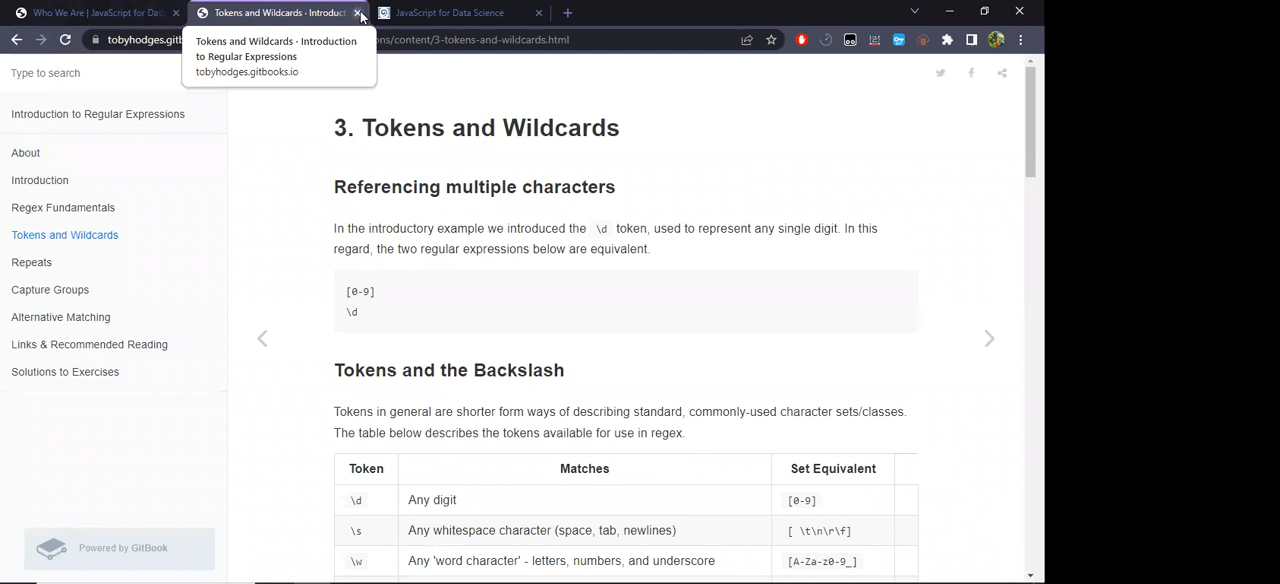 Who We Are | JavaScript for Dat
Tokens and Wildcards · Introduct
JavaScript for Data Science
tobyhodges.gitb
ons/content/3-tokens-and-wildcards.html
Tokens and Wildcards · Introduction
to Regular Expressions
tobyhodges.gitbooks.io
Type to search
Introduction to Regular Expressions
About
Introduction
Regex Fundamentals
Tokens and Wildcards
Repeats
Capture Groups
Alternative Matching
Links & Recommended Reading
Solutions to Exercises
Powered by GitBook
3. Tokens and Wildcards
Referencing multiple characters
In the introductory example we introduced the \d token, used to represent any single digit. In this
regard, the two regular expressions below are equivalent.
[0-9]
\d
Tokens and the Backslash
Tokens in general are shorter form ways of describing standard, commonly-used character sets/classes.
The table below describes the tokens available for use in regex.
Token Matches Set Equivalent
\d Any digit [0-9]
\s Any whitespace character (space, tab, newlines) [ \t\n\r\f]
\w Any 'word character' - letters, numbers, and underscore [A-Za-z0-9_]